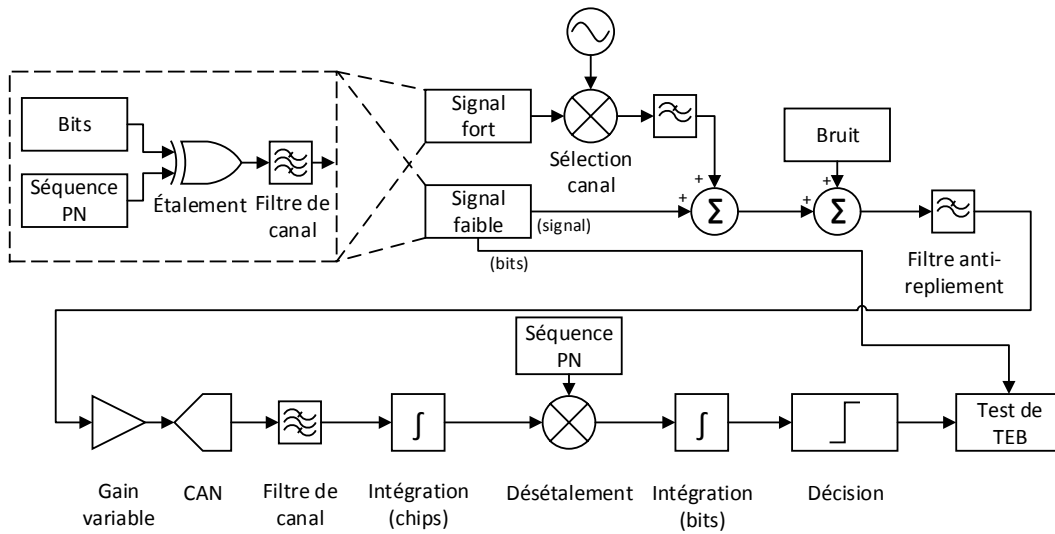 Bits
Séquence
PN
Étalement
Filtre de
canal
Signal
fort
Sélection
canal
Signal
faible
(signal)
(bits)
+
+
Σ
Bruit
+
+
Σ
Filtre anti-
repliement
Séquence
PN
∫
∫
Test de
TEB
Gain
variable
CAN
Filtre de
canal
Intégration
(chips)
Désétalement
Intégration
(bits)
Décision